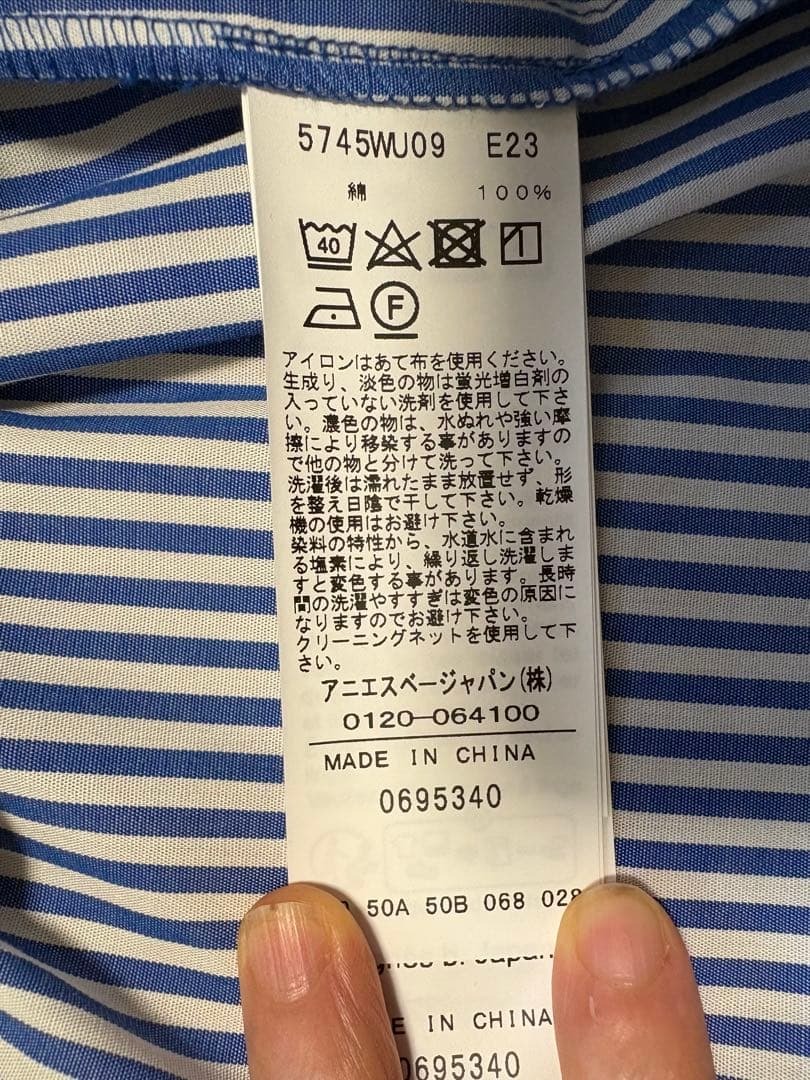 5745WU09 E23
綿 100%
40
F
アイロンはあて布を使用ください。
生成り、淡色の物は蛍光増白剤の
入っていない洗剤を使用して下さ
い。濃色の物は、水ぬれや強い摩
擦により移染する事がありますの
で他の物と分けて洗って下さい。
洗濯後は濡れたまま放置せず、形
を整え日陰で干して下さい。乾燥
機の使用はお避け下さい。
染料の特性から、水道水に含まれ
る塩素により、繰り返し洗濯しま
すと変色する事があります。長時
間の洗濯やすすぎは変色の原因に
なりますのでお避け下さい。
クリーニングネットを使用して下
さい。
アニエスベージャパン(株)
0120-064100
MADE IN CHINA
0695340
50A 50B 068 028
b. Japan
IN CHINA
0695340